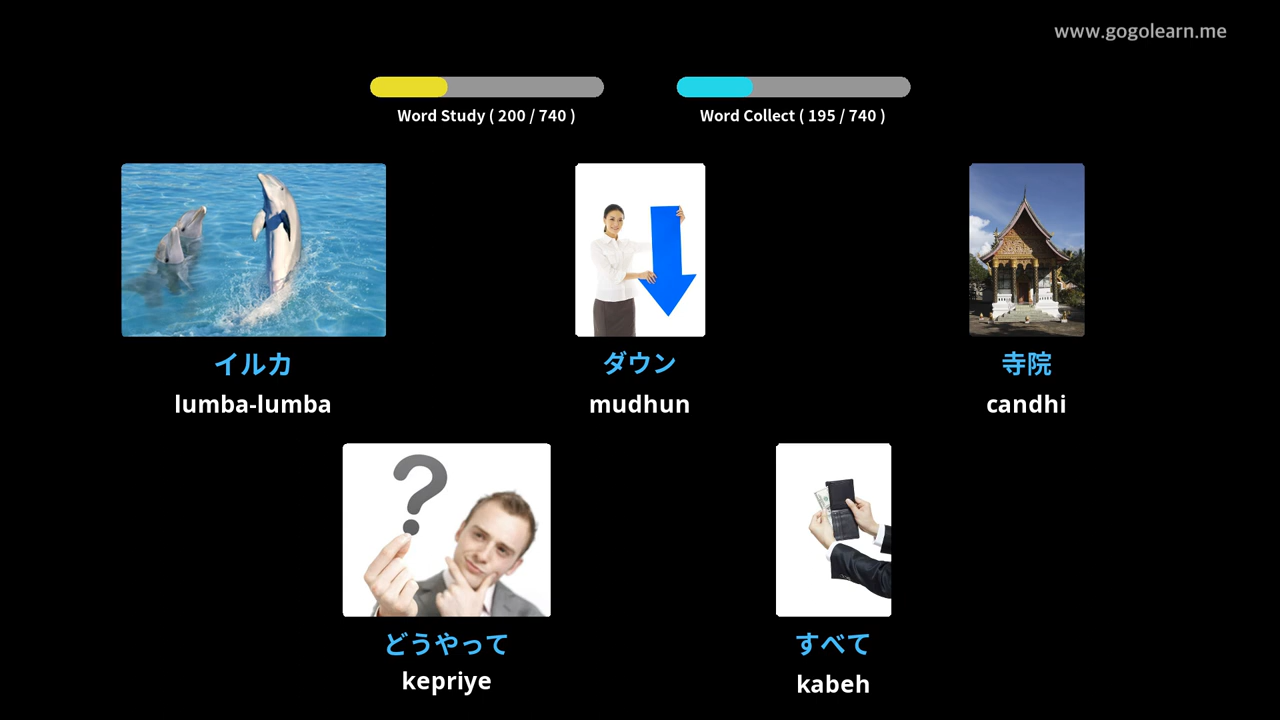 www.gogolearn.me
Word Study ( 200 / 740 )
Word Collect ( 195 / 740 )
イルカ
lumba-lumba
ダウン
mudhun
寺院
candhi
どうやって
kepriye
すべて
kabeh